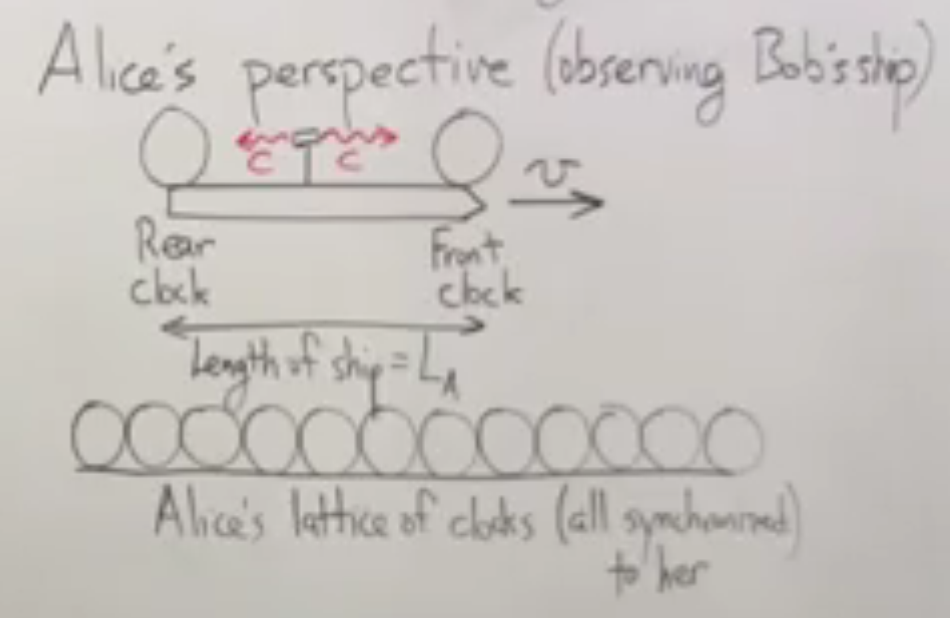 Alice's perspective (observing Bob's ship)
c c
v
Rear Front
clock clock
Length of ship = L_A
Alice's lattice of clocks (all synchronized)
to her